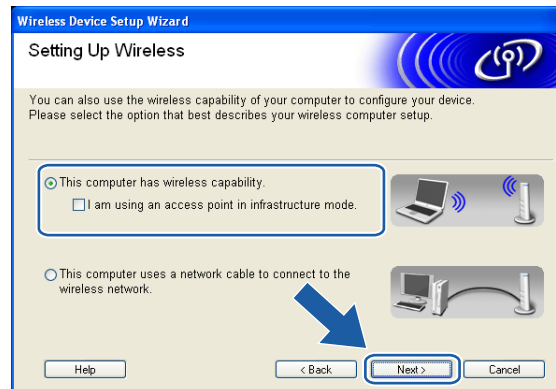 Wireless Device Setup Wizard
Setting Up Wireless
You can also use the wireless capability of your computer to configure your device.
Please select the option that best describes your wireless computer setup.
This computer has wireless capability.
I am using an access point in infrastructure mode.
This computer uses a network cable to connect to the
wireless network.
Help
< Back
Next >
Cancel